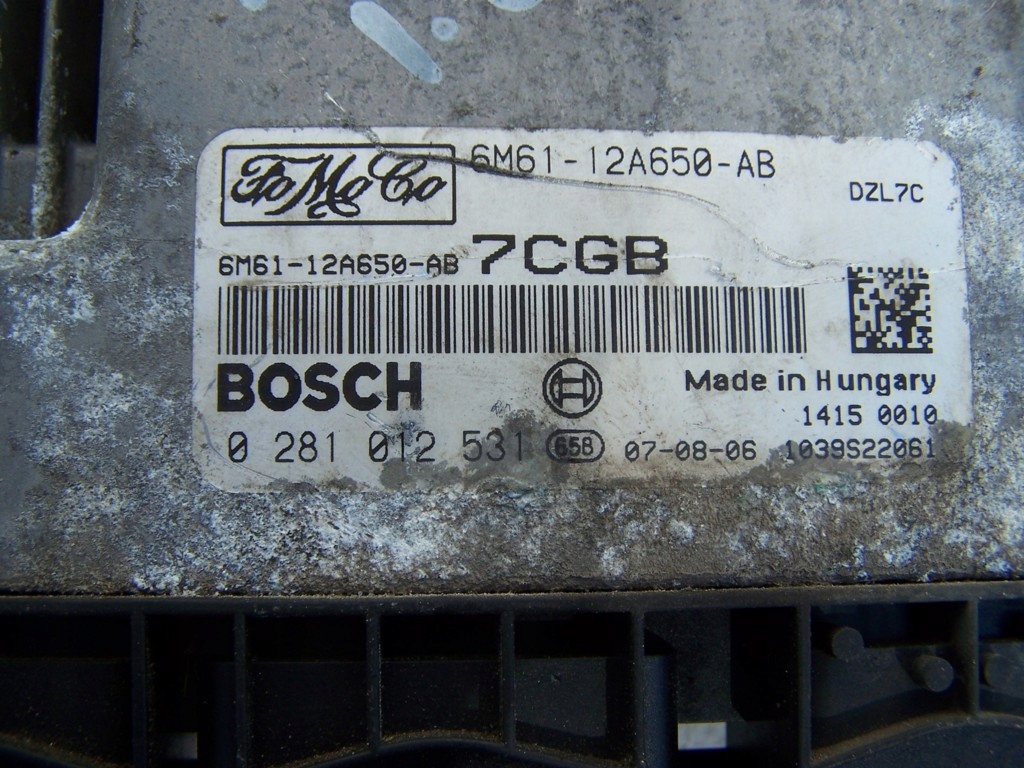 FoMoCo
6M61-12A650-AB
DZL7C
6M61-12A650-AB 7CGB
BOSCH
Made in Hungary
1415 0010
0 281 012 531 65B 07-08-06 1039S22061